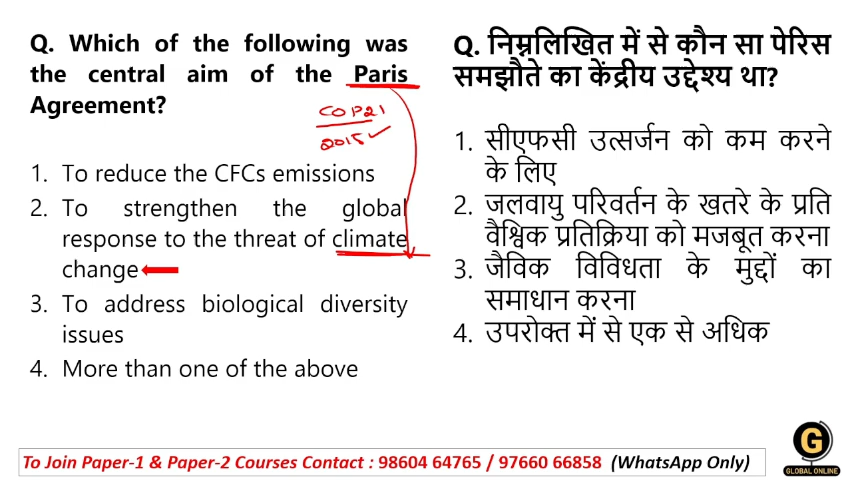 Q. Which of the following was
the central aim of the Paris
Agreement?
COP21
2015
1. To reduce the CFCs emissions
2. To strengthen the global
response to the threat of climate
change
3. To address biological diversity
issues
4. More than one of the above
Q. निम्नलिखित में से कौन सा पेरिस
समझौते का केंद्रीय उद्देश्य था?
1. सीएफसी उत्सर्जन को कम करने
के लिए
2. जलवायु परिवर्तन के खतरे के प्रति
वैश्विक प्रतिक्रिया को मजबूत करना
3. जैविक विविधता के मुद्दों का
समाधान करना
4. उपरोक्त में से एक से अधिक
To Join Paper-1 & Paper-2 Courses Contact : 98604 64765 / 97660 66858 (WhatsApp Only)
G
GLOBAL ONLINE